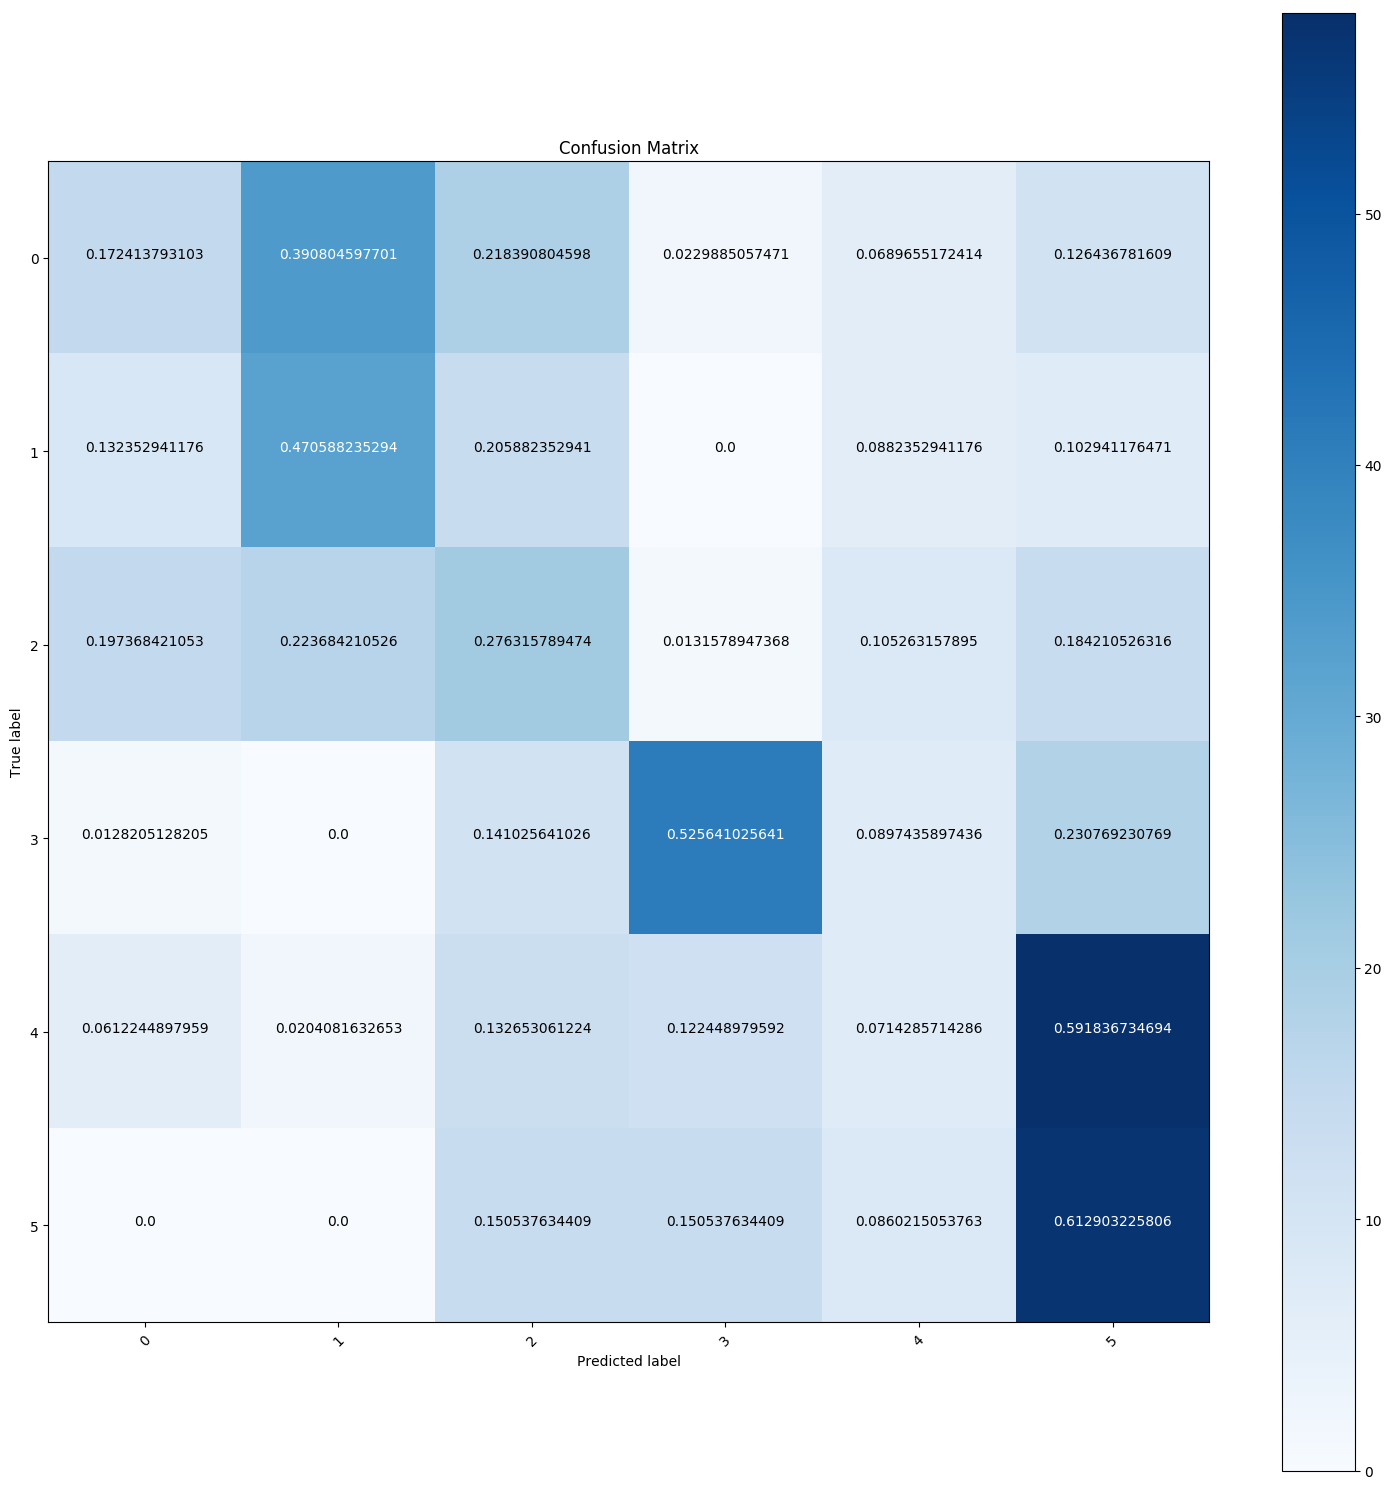 Confusion Matrix
0 0.172413793103 0.390804597701 0.218390804598 0.0229885057471 0.0689655172414 0.126436781609
1 0.132352941176 0.470588235294 0.205882352941 0.0 0.0882352941176 0.102941176471
2 0.197368421053 0.223684210526 0.276315789474 0.0131578947368 0.105263157895 0.184210526316
3 0.0128205128205 0.0 0.141025641026 0.525641025641 0.0897435897436 0.230769230769
4 0.0612244897959 0.0204081632653 0.132653061224 0.122448979592 0.0714285714286 0.591836734694
5 0.0 0.0 0.150537634409 0.150537634409 0.0860215053763 0.612903225806
0 1 2 3 4 5
Predicted label
True label
50
40
30
20
10
0